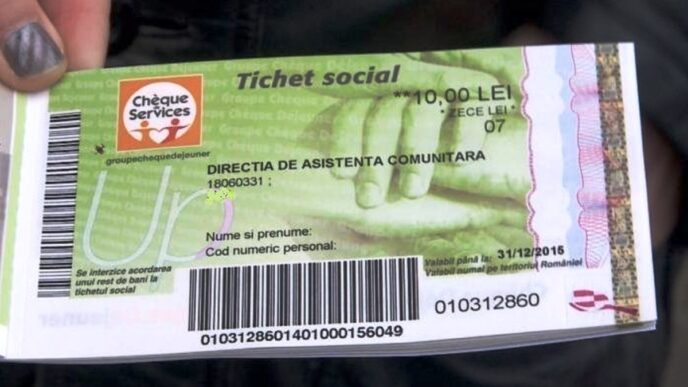 Tichet social
Chèque
Services
groupechequedejeuner
**10,00 LEI
* ZECE LEI *
07
DIRECTIA DE ASISTENTA COMUNITARA
18060331 ;
Up
Nume si prenume:
Cod numeric personal:
Se interzice acordarea
unui rest de bani la
tichetul social
Valabil până la: 31/12/2015
Valabil numai pe teritoriul României
010312860
0103128601401000156049